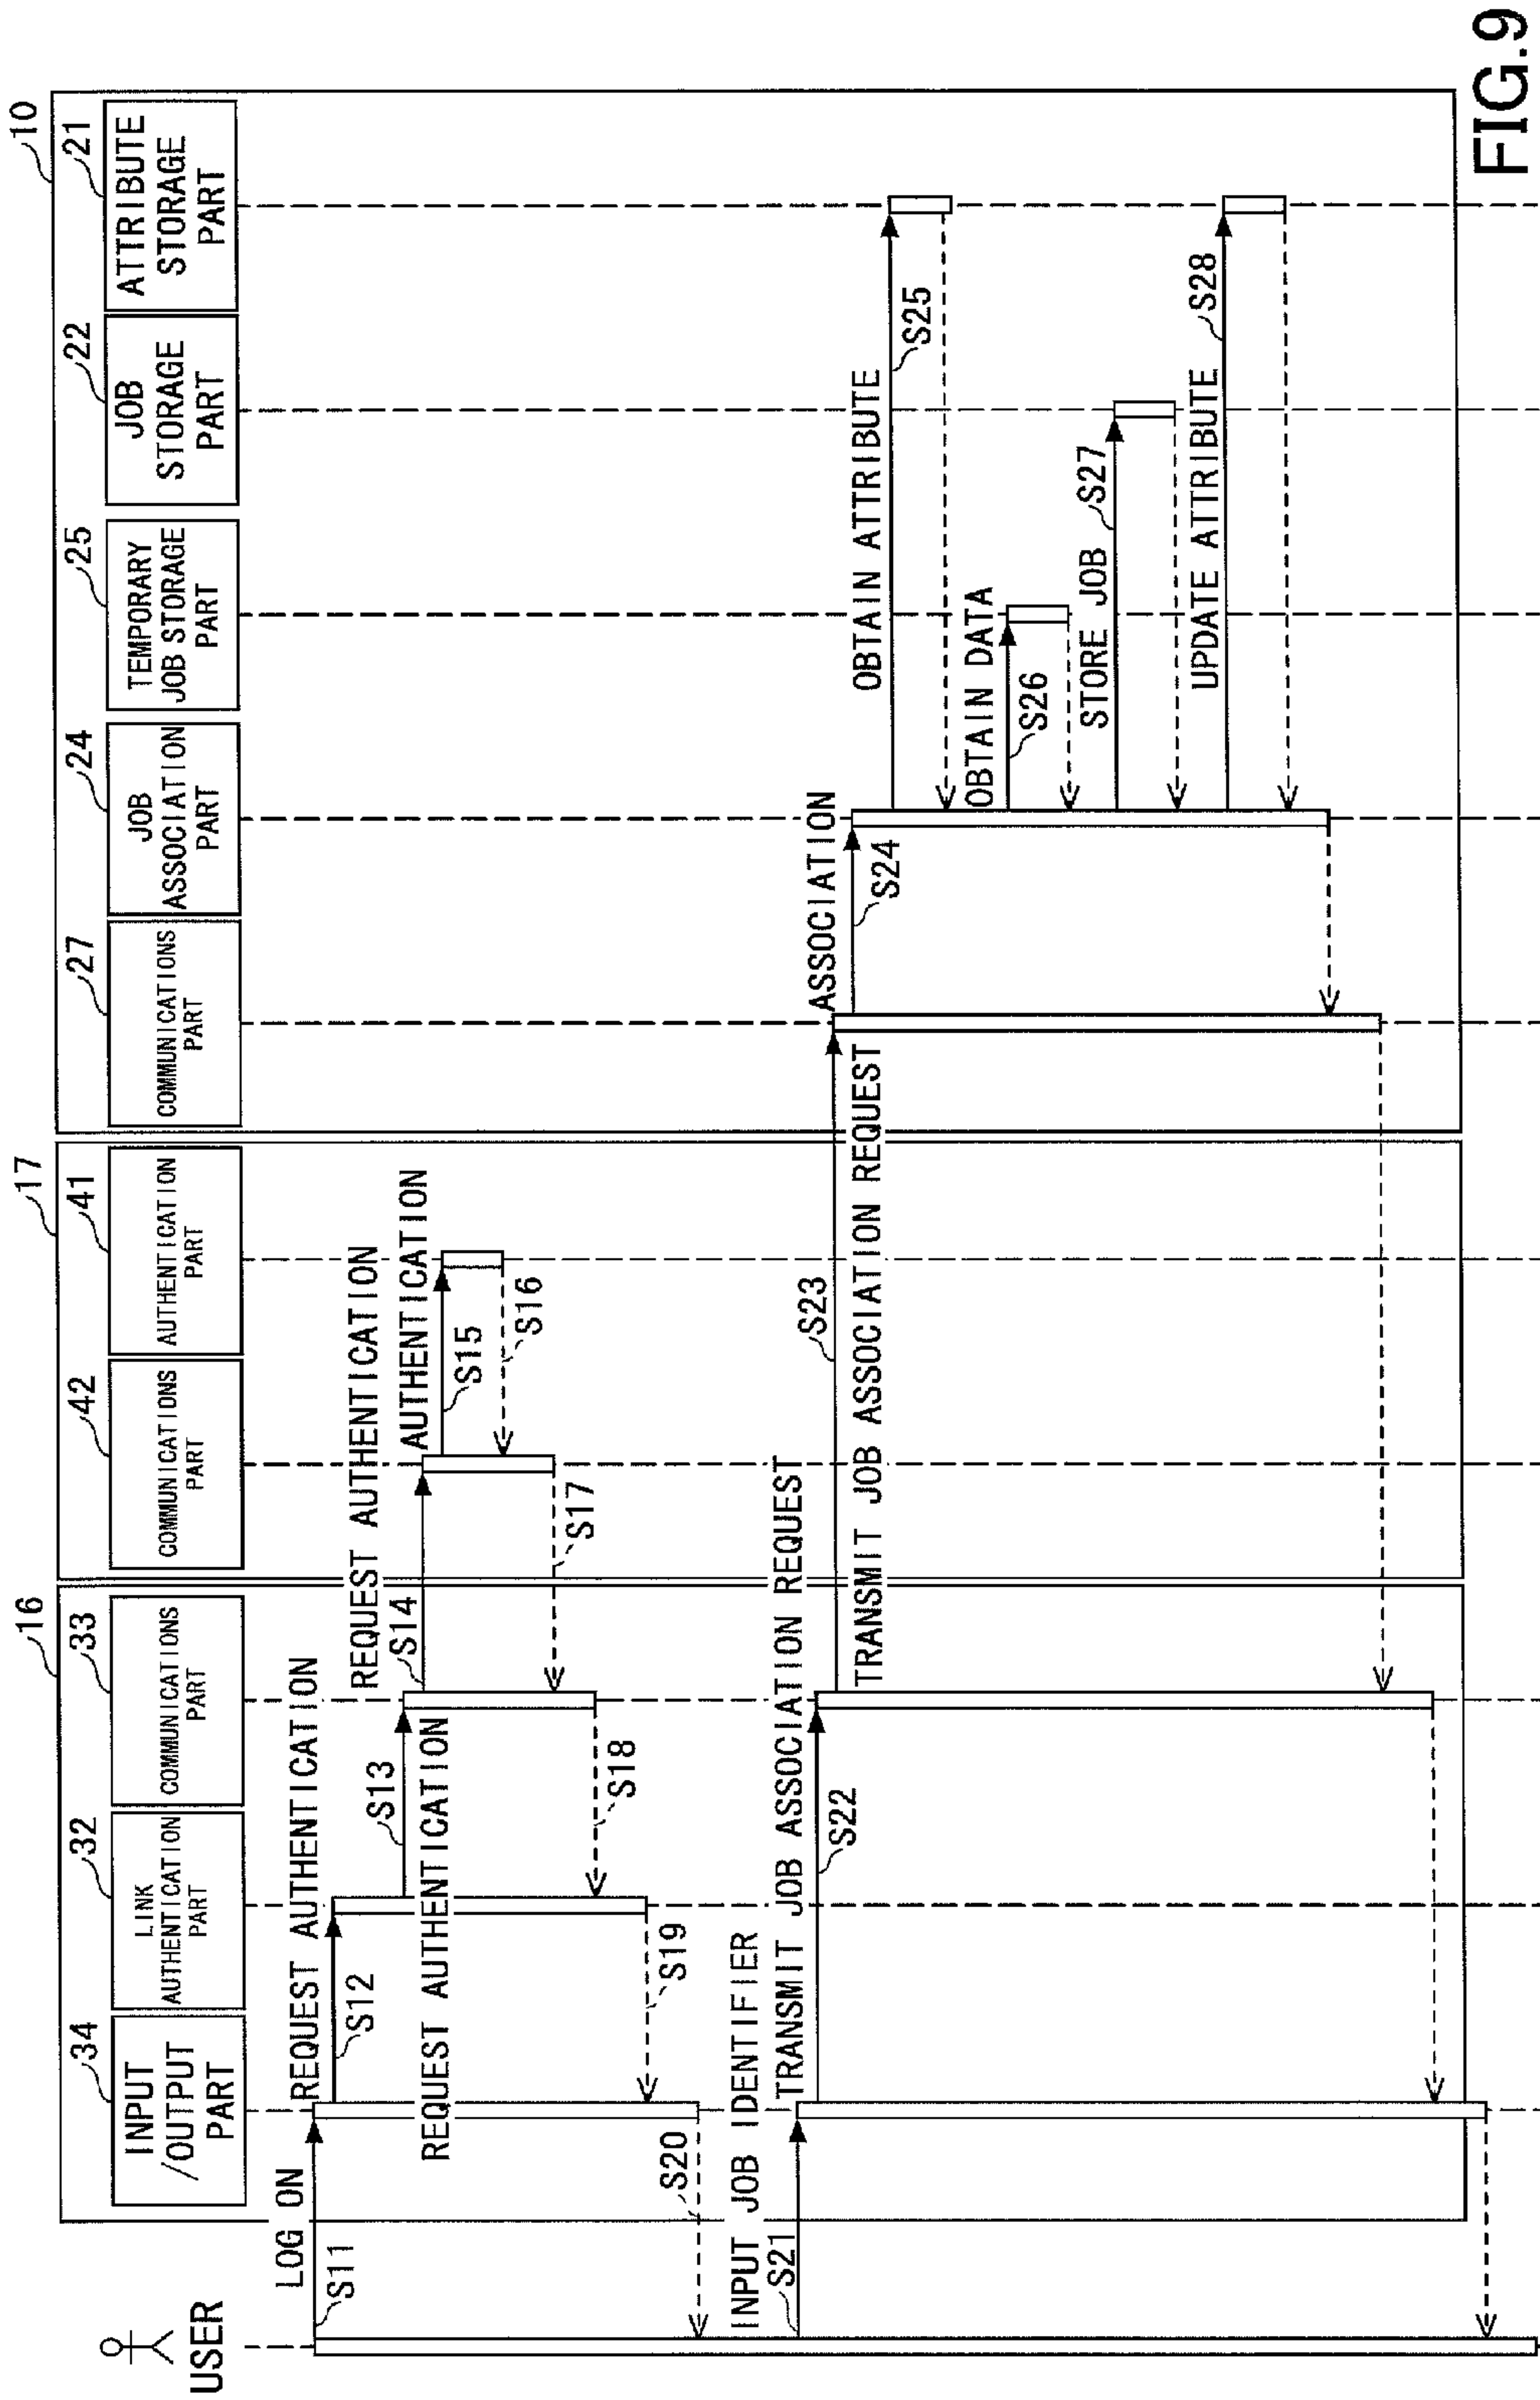 10
17
16
21
22
25
24
27
41
42
33
32
34
ATTRIBUTE
STORAGE
PART
JOB
STORAGE
PART
TEMPORARY
JOB STORAGE
PART
JOB
ASSOCIATION
PART
COMMUNICATIONS
PART
AUTHENTICATION
PART
COMMUNICATIONS
PART
COMMUNICATIONS
PART
LINK
AUTHENTICATION
PART
INPUT
/OUTPUT
PART
USER
LOG ON
S11
REQUEST AUTHENTICATION
S12
S13
REQUEST AUTHENTICATION
REQUEST AUTHENTICATION
S14
AUTHENTICATION
S15
S16
S17
S18
S19
S20
INPUT JOB IDENTIFIER
S21
TRANSMIT JOB ASSOCIATION REQUEST
S22
S23
TRANSMIT JOB ASSOCIATION REQUEST
ASSOCIATION
S24
OBTAIN ATTRIBUTE
S25
OBTAIN DATA
S26
STORE JOB
S27
UPDATE ATTRIBUTE
S28
FIG.9